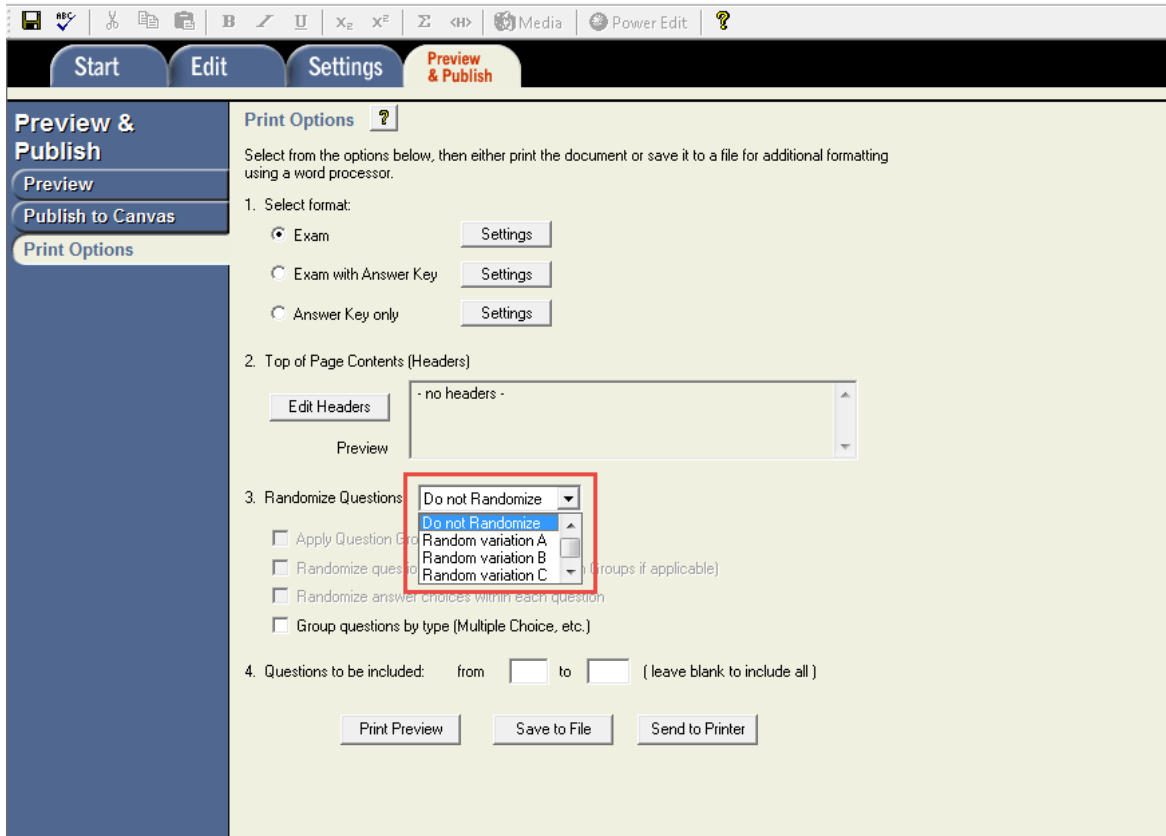 ABC B I U X₂ X² Σ <H> Media Power Edit ?
Start Edit Settings Preview & Publish
Preview & Publish
Preview
Publish to Canvas
Print Options
Print Options ?
Select from the options below, then either print the document or save it to a file for additional formatting
using a word processor.
1. Select format:
Exam Settings
Exam with Answer Key Settings
Answer Key only Settings
2. Top of Page Contents (Headers)
Edit Headers
- no headers -
Preview
3. Randomize Questions Do not Randomize
Do not Randomize
Random variation A
Random variation B
Random variation C
Apply Question
Randomize Groups if applicable)
Randomize answer choices within each question
Group questions by type (Multiple Choice, etc.)
4. Questions to be included: from to ( leave blank to include all )
Print Preview Save to File Send to Printer